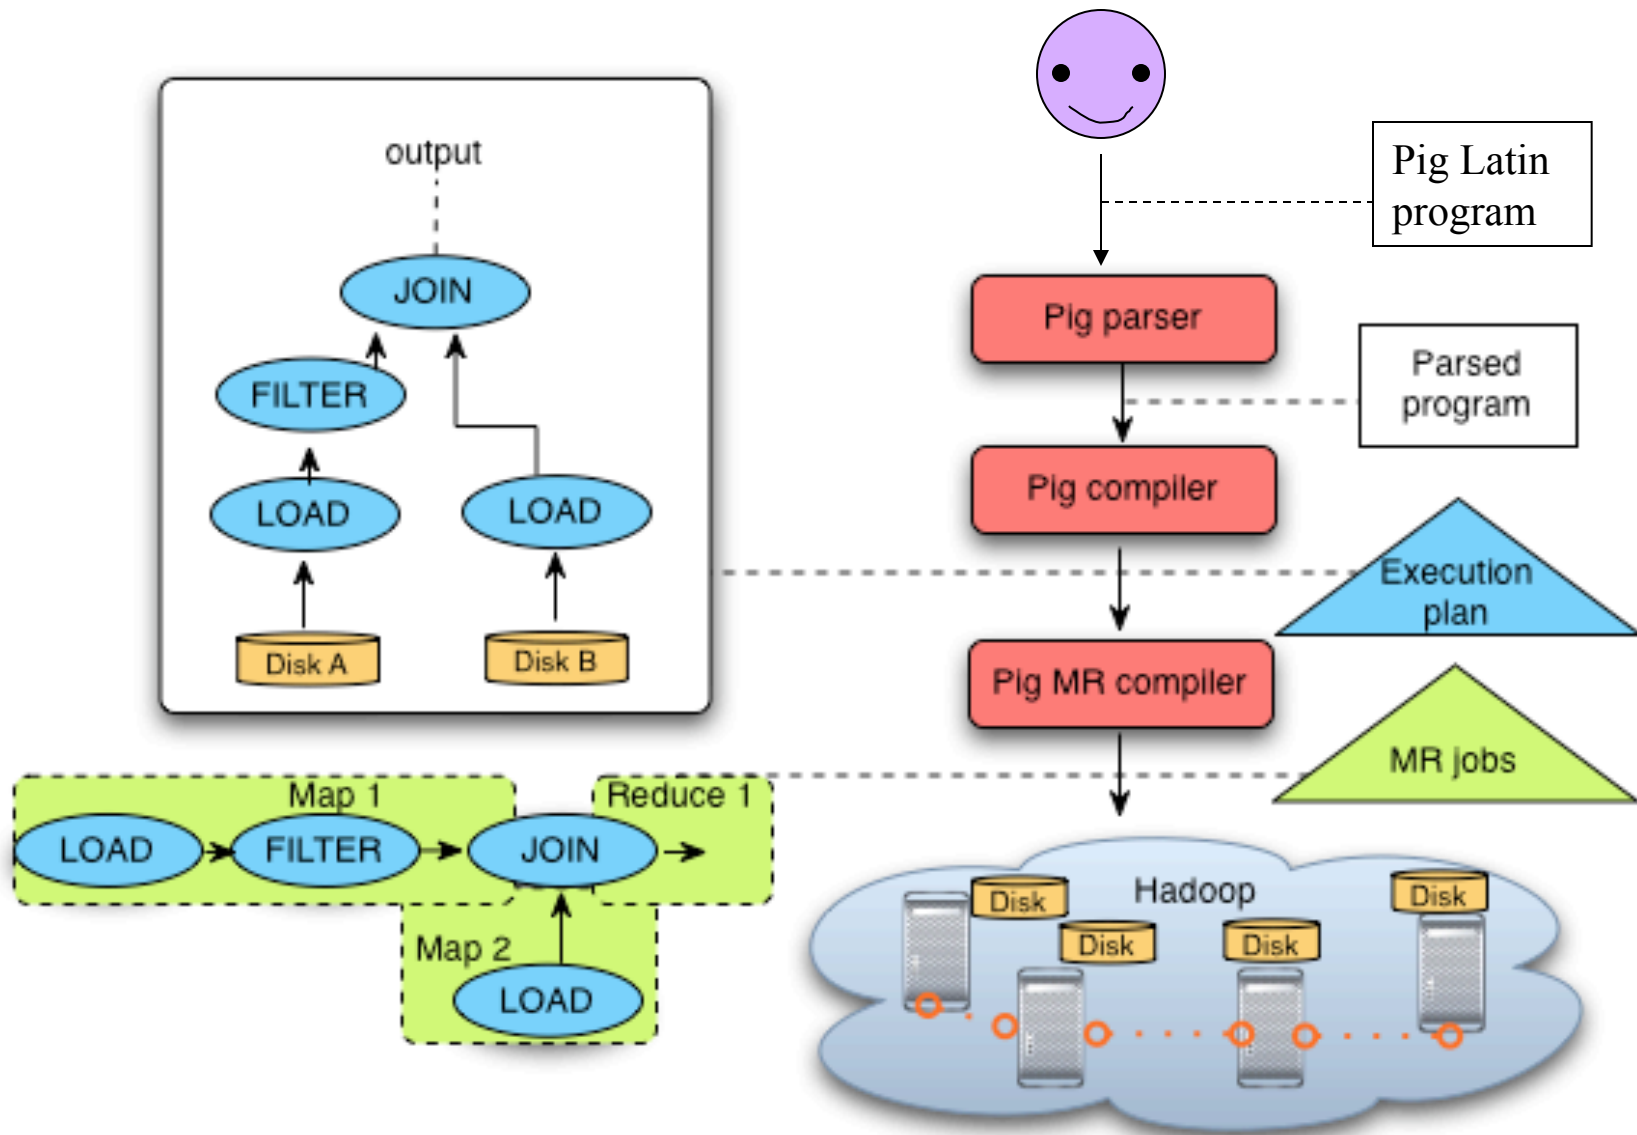 output
JOIN
FILTER
LOAD
LOAD
Disk A
Disk B
Pig Latin
program
Pig parser
Parsed
program
Pig compiler
Execution
plan
Pig MR compiler
MR jobs
Map 1
Reduce 1
LOAD
FILTER
JOIN
Map 2
LOAD
Hadoop
Disk
Disk
Disk
Disk